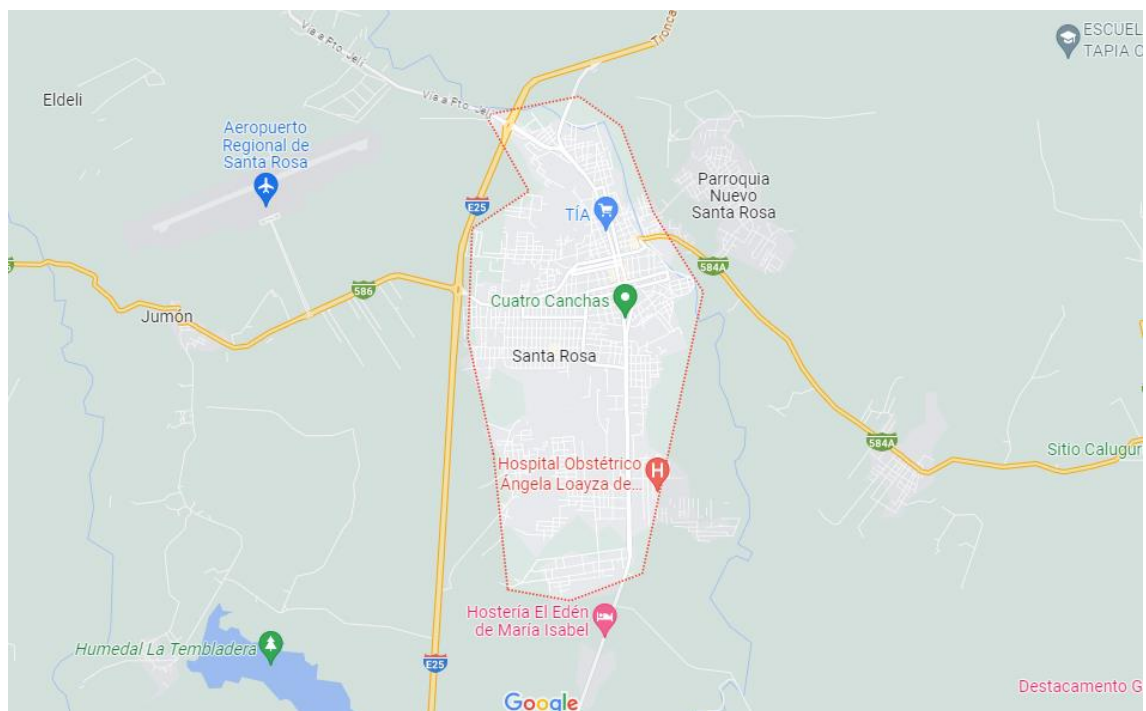 ESCUEL
TAPIA C
Vía a Pto. Jelí
Tronca
Eldeli
Vía a Pto. Jelí
Aeropuerto
Regional de
Santa Rosa
Parroquia
Nuevo
Santa Rosa
E25
TÍA
584A
586
Cuatro Canchas
Jumón
Santa Rosa
584A
Sitio Calugur
Hospital Obstétrico
Ángela Loayza de...
Hostería El Edén
de María Isabel
Humedal La Tembladera
E25
Destacamento G
Google